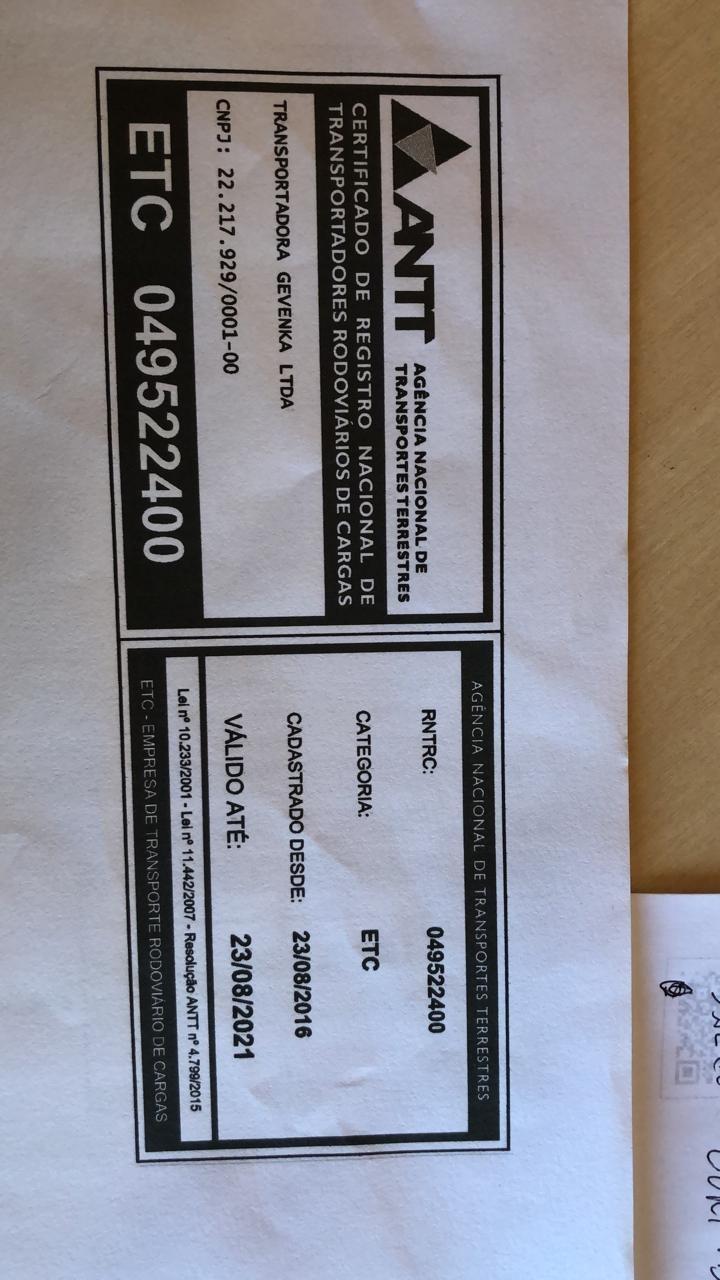 ANTT
AGÊNCIA NACIONAL DE
TRANSPORTES TERRESTRES
CERTIFICADO DE REGISTRO NACIONAL DE
TRANSPORTADORES RODOVIÁRIOS DE CARGAS
TRANSPORTADORA GEVENKA LTDA
CNPJ: 22.217.929/0001-00
ETC 049522400
AGÊNCIA NACIONAL DE TRANSPORTES TERRESTRES
RNTRC: 049522400
CATEGORIA: ETC
CADASTRADO DESDE: 23/08/2016
VÁLIDO ATÉ: 23/08/2021
Lei nº 10.233/2001 - Lei nº 11.442/2007 - Resolução ANTT nº 4.799/2015
ETC - EMPRESA DE TRANSPORTE RODOVIÁRIO DE CARGAS